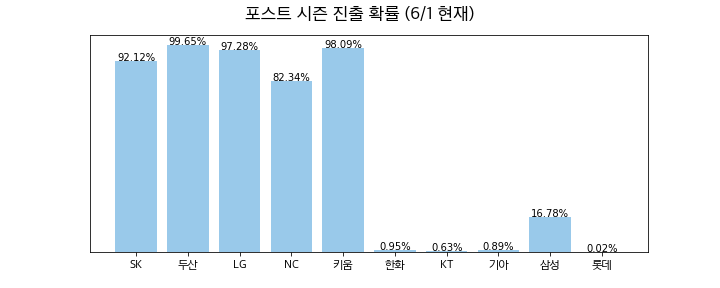 포스트 시즌 진출 확률 (6/1 현재)
92.12% 99.65% 97.28% 82.34% 98.09% 0.95% 0.63% 0.89% 16.78% 0.02%
SK 두산 LG NC 키움 한화 KT 기아 삼성 롯데